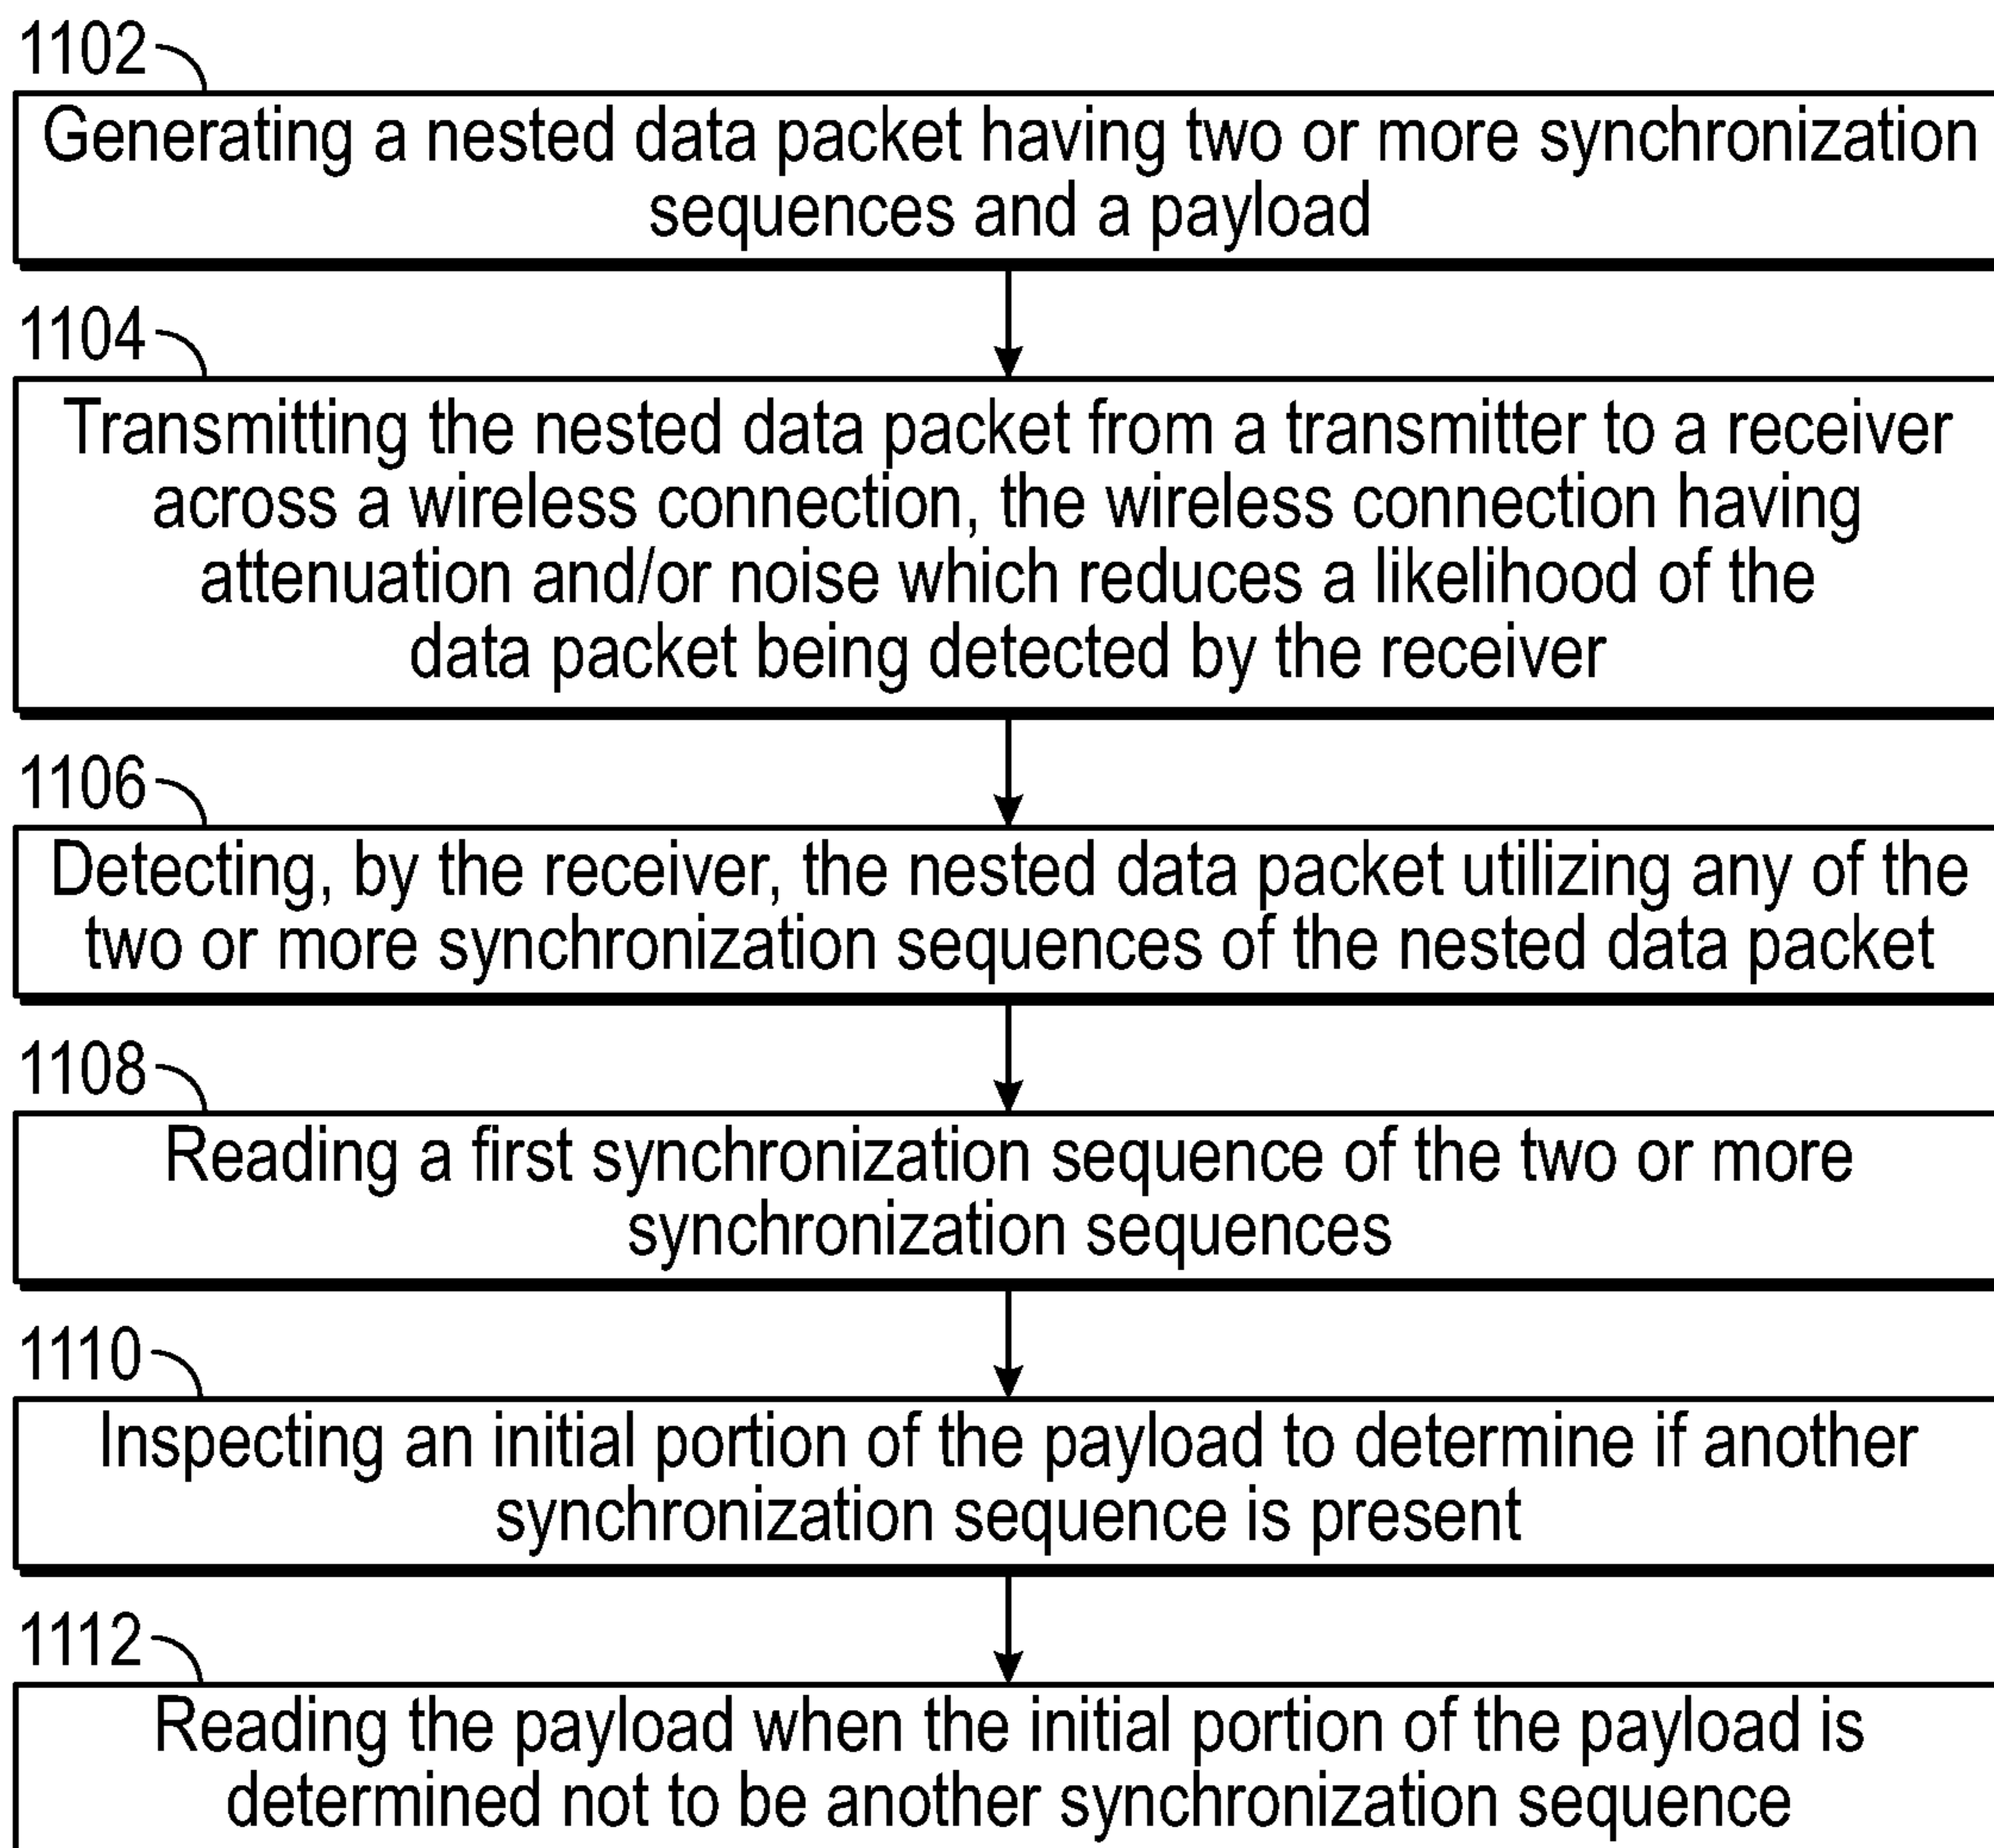 1102
Generating a nested data packet having two or more synchronization
sequences and a payload
1104
Transmitting the nested data packet from a transmitter to a receiver
across a wireless connection, the wireless connection having
attenuation and/or noise which reduces a likelihood of the
data packet being detected by the receiver
1106
Detecting, by the receiver, the nested data packet utilizing any of the
two or more synchronization sequences of the nested data packet
1108
Reading a first synchronization sequence of the two or more
synchronization sequences
1110
Inspecting an initial portion of the payload to determine if another
synchronization sequence is present
1112
Reading the payload when the initial portion of the payload is
determined not to be another synchronization sequence